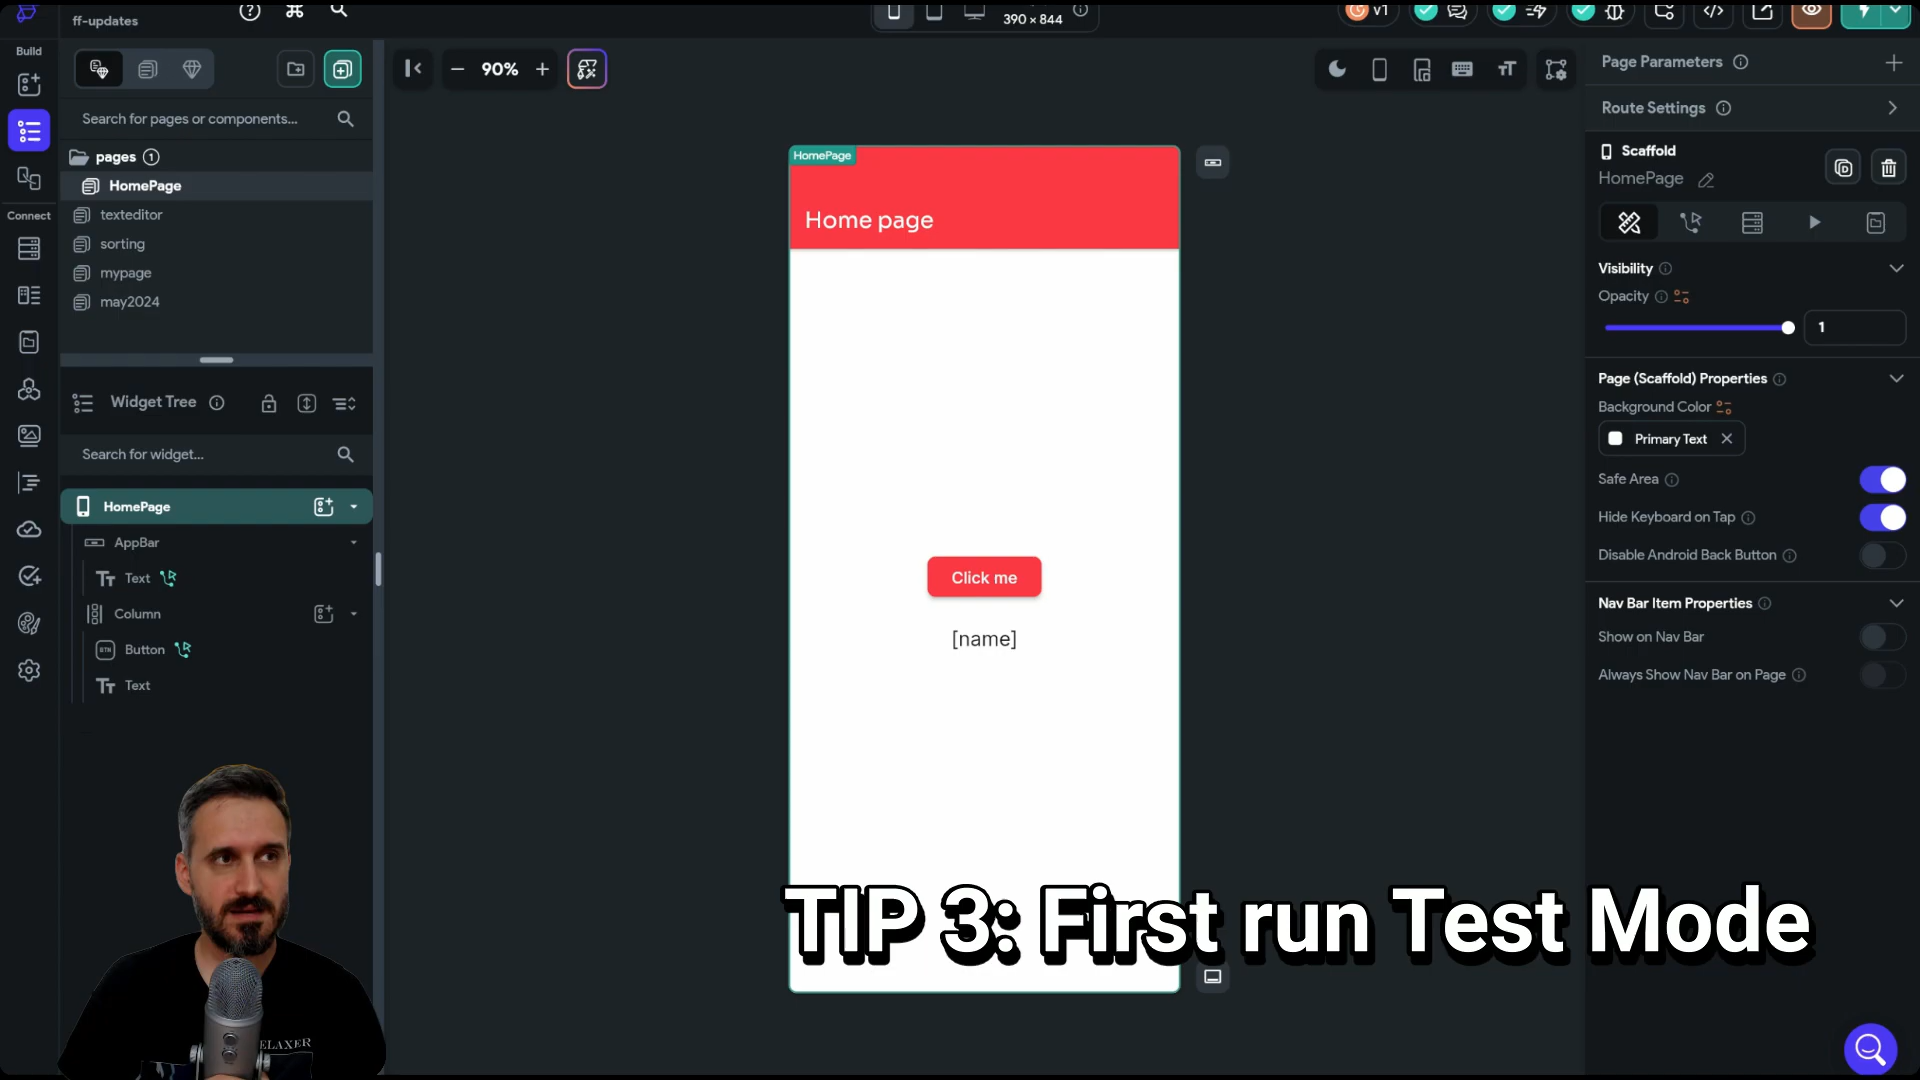 ff-updates
390 × 844
v1
Build
90%
Page Parameters
Search for pages or components...
Route Settings
pages 1
HomePage
texteditor
sorting
mypage
may2024
Connect
Scaffold
HomePage
HomePage
Home page
Visibility
Opacity
1
Page (Scaffold) Properties
Background Color
Primary Text
Widget Tree
Search for widget...
Safe Area
Hide Keyboard on Tap
Disable Android Back Button
HomePage
AppBar
Text
Column
BTN Button
Text
Click me
[name]
Nav Bar Item Properties
Show on Nav Bar
Always Show Nav Bar on Page
TIP 3: First run Test Mode
ELAXER